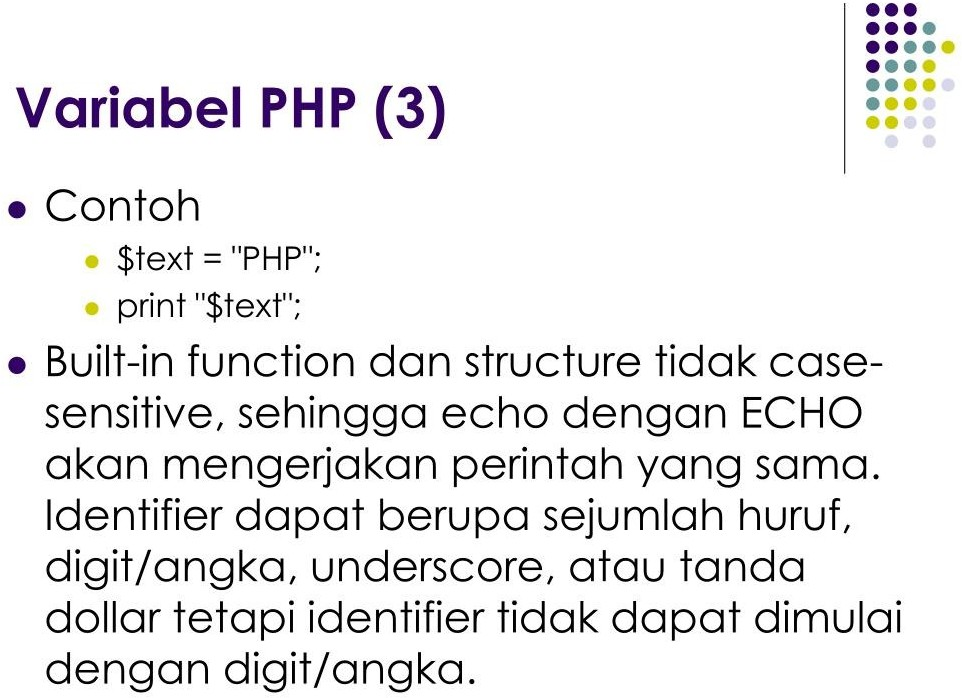 Variabel PHP (3)
Contoh
$text = "PHP";
print "$text";
Built-in function dan structure tidak case-
sensitive, sehingga echo dengan ECHO
akan mengerjakan perintah yang sama.
Identifier dapat berupa sejumlah huruf,
digit/angka, underscore, atau tanda
dollar tetapi identifier tidak dapat dimulai
dengan digit/angka.